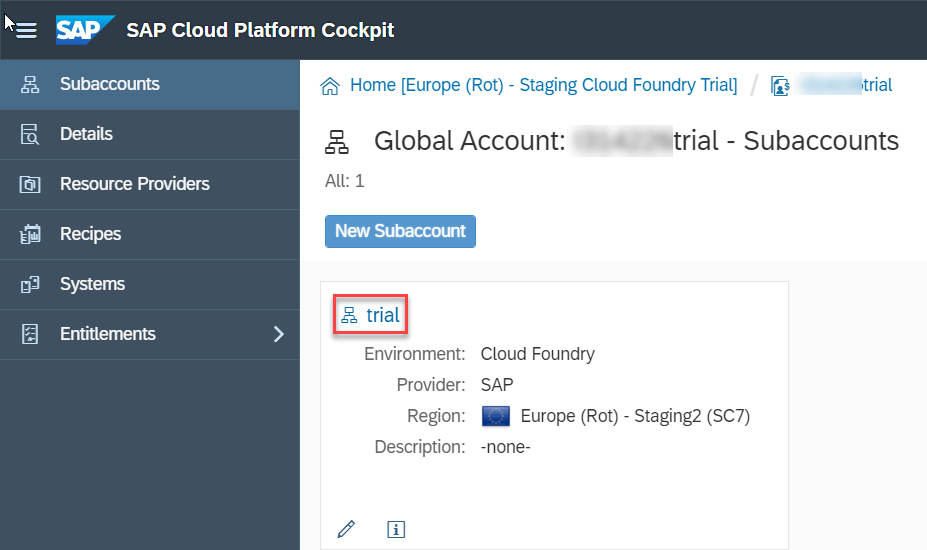 SAP SAP Cloud Platform Cockpit
Subaccounts
Details
Resource Providers
Recipes
Systems
Entitlements
Home [Europe (Rot) - Staging Cloud Foundry Trial] / trial
Global Account: trial - Subaccounts
All: 1
New Subaccount
trial
Environment: Cloud Foundry
Provider: SAP
Region: Europe (Rot) - Staging2 (SC7)
Description: -none-